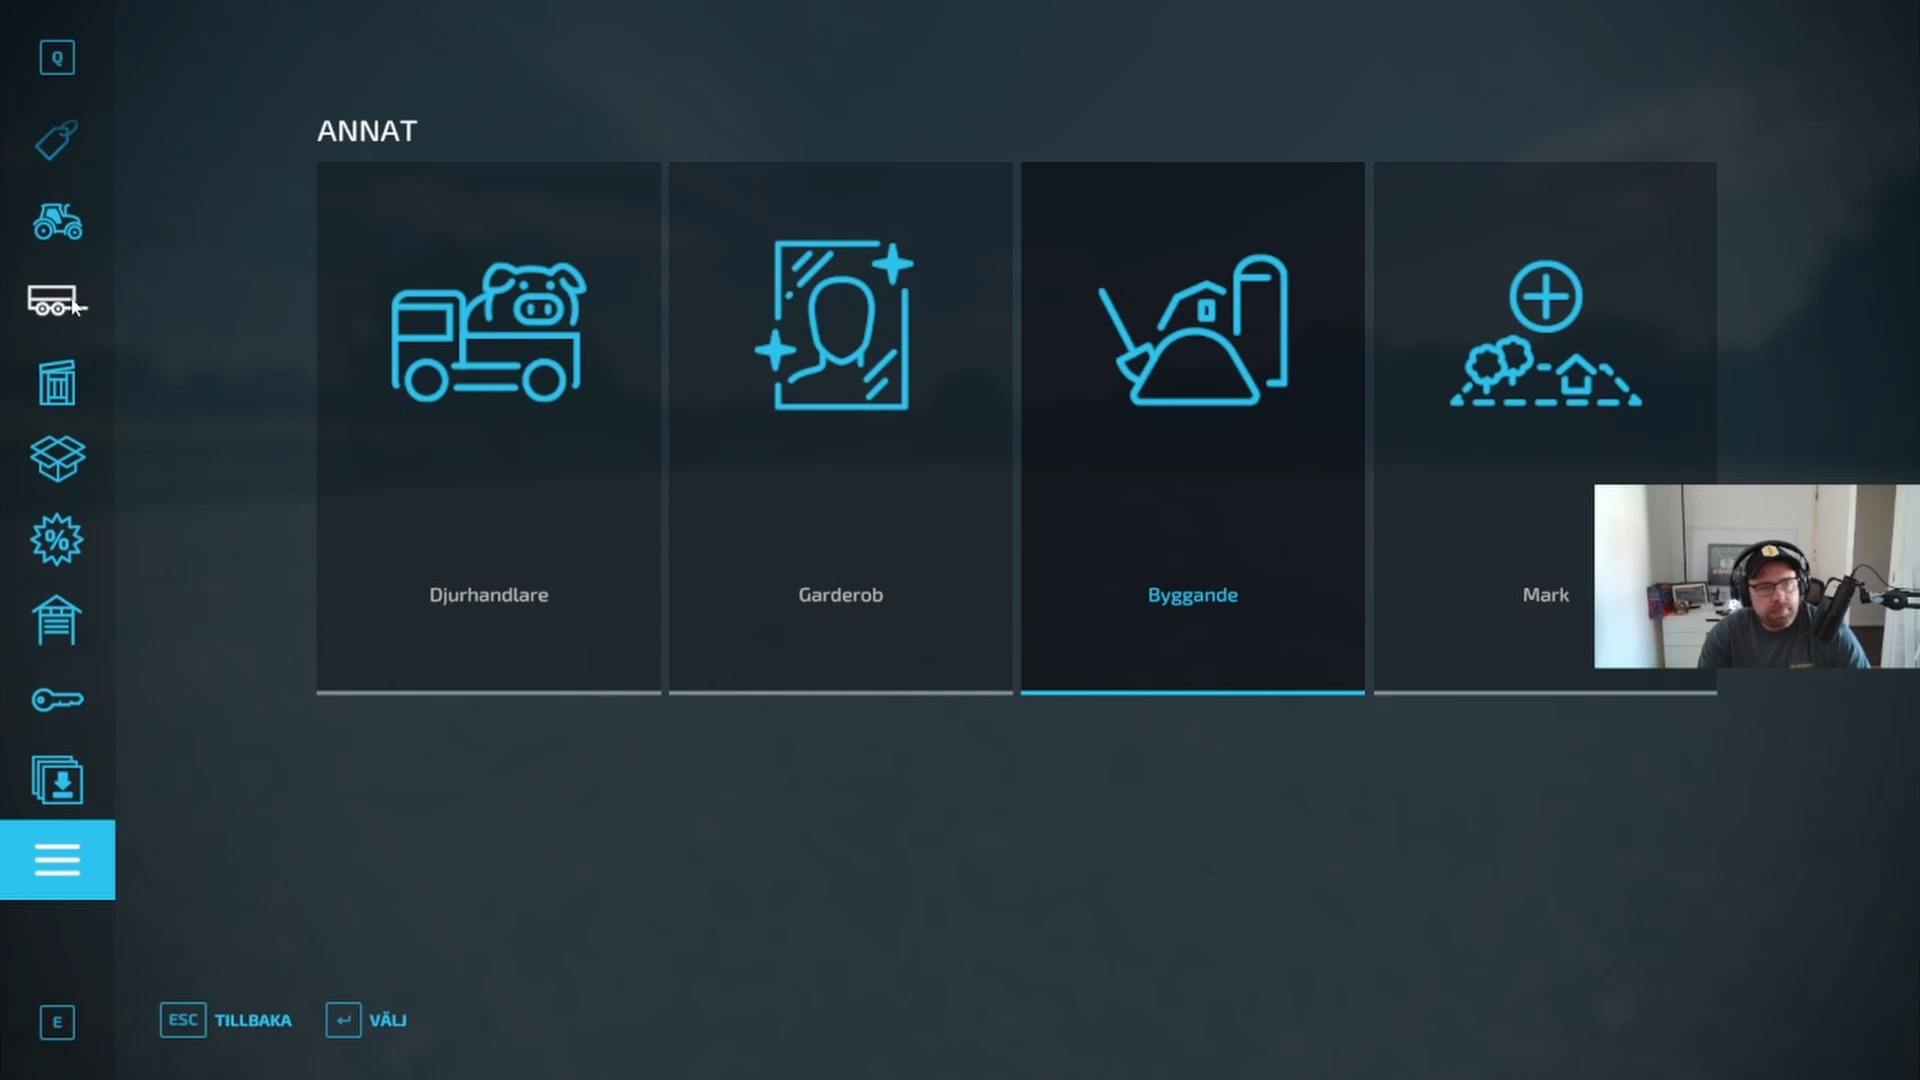 Q
ANNAT
%
Djurhandlare
Garderob
Byggande
Mark
E
ESC TILLBAKA
VÄLJ